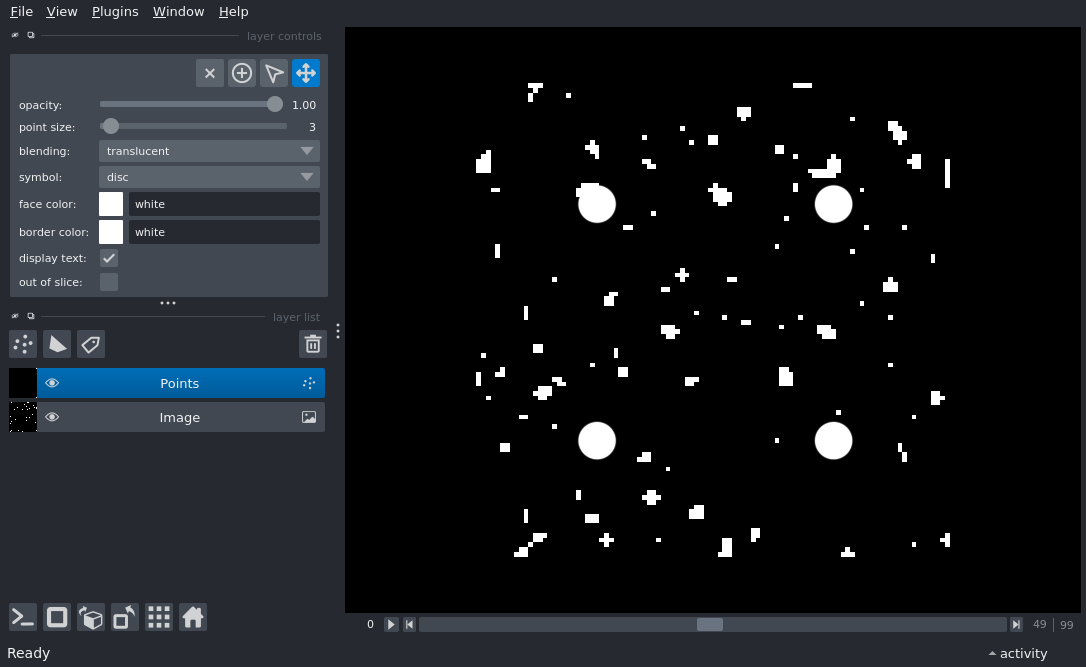 File View Plugins Window Help
layer controls
opacity: 1.00
point size: 3
blending: translucent
symbol: disc
face color: white
border color: white
display text:
out of slice:
layer list
Points
Image
0 49 | 99
Ready activity